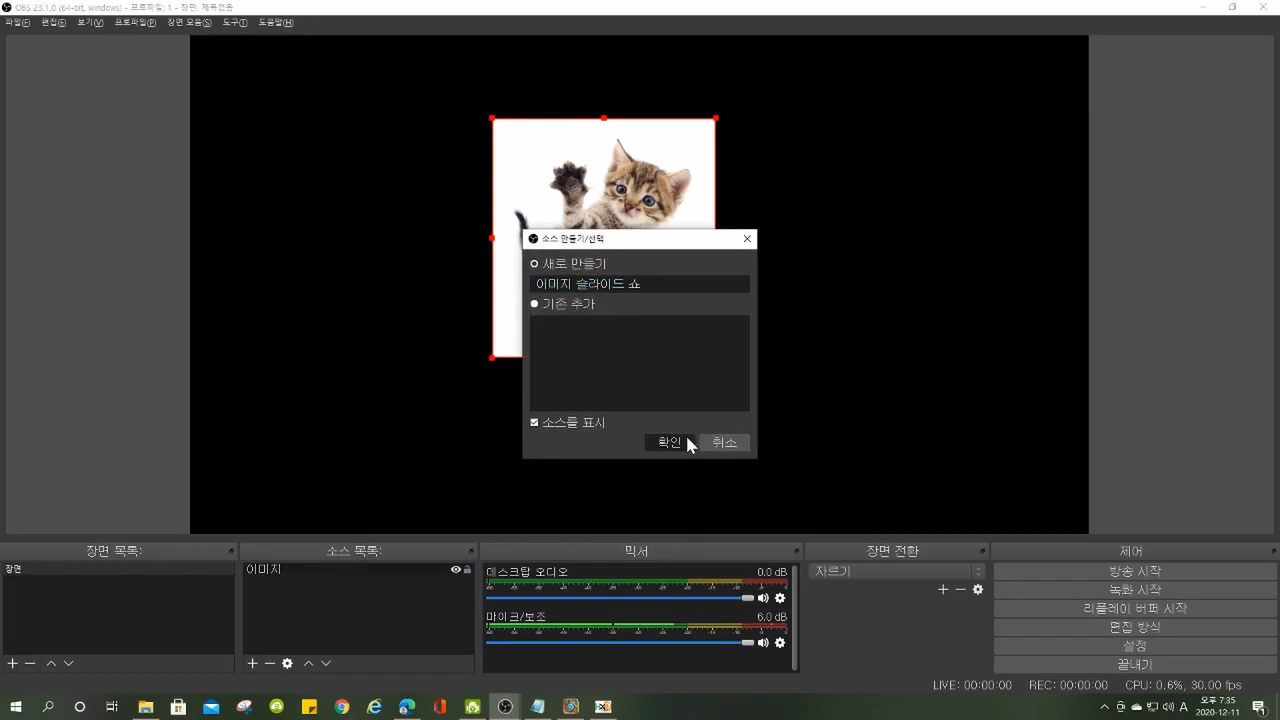 OBS 23.1.0 (64-bit, windows) - 프로파일: 1 - 장면: 제목없음
파일(F) 편집(E) 보기(V) 프로파일(P) 장면 모음(S) 도구(T) 도움말(H)
소스 만들기/선택
새로 만들기
이미지 슬라이드 쇼
기존 추가
소스를 표시
확인 취소
장면 목록: 소스 목록: 믹서 장면 전환 제어
장면
이미지
데스크탑 오디오 0.0 dB
마이크/보조 6.0 dB
자르기
방송 시작
녹화 시작
리플레이 버퍼 시작
편집 방식
설정
끝내기
LIVE: 00:00:00 REC: 00:00:00 CPU: 0.6%, 30.00 fps
A 오후 7:35
2020-12-11